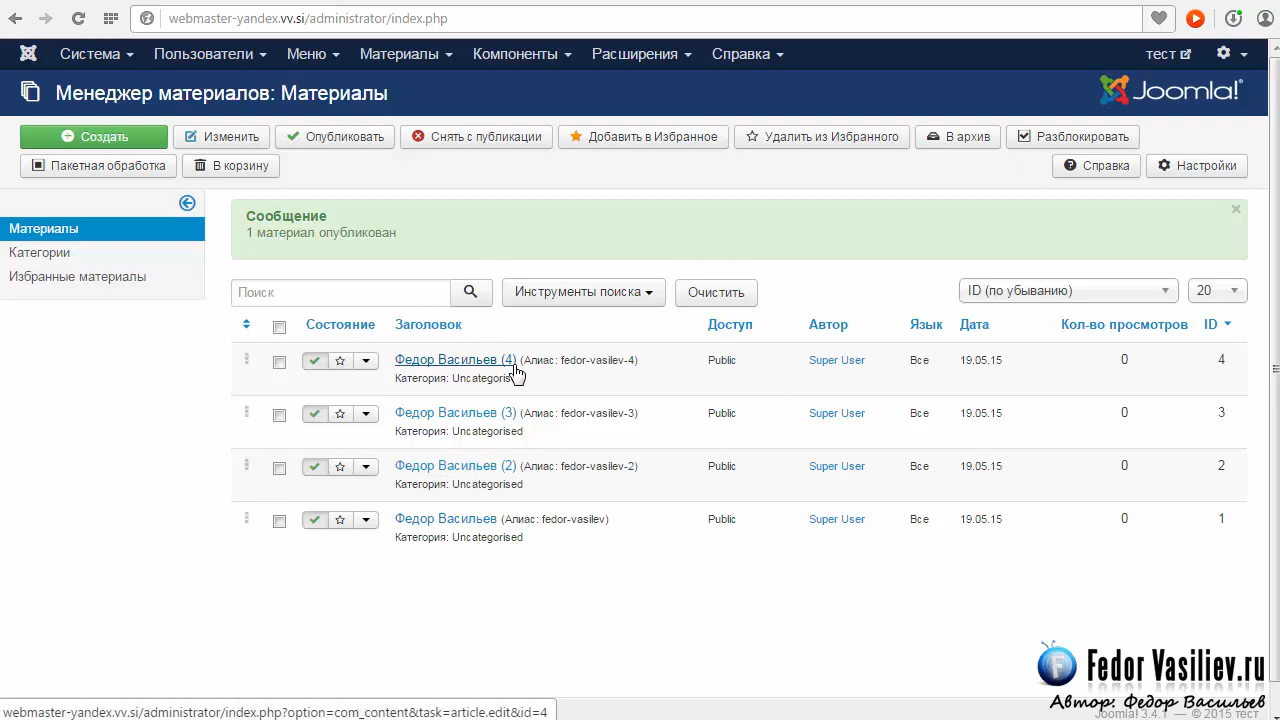 webmaster-yandex.vv.si/administrator/index.php
Система Пользователи Меню Материалы Компоненты Расширения Справка тест
Менеджер материалов: Материалы Joomla!
Создать Изменить Опубликовать Снять с публикации Добавить в Избранное Удалить из Избранного В архив Разблокировать
Пакетная обработка В корзину Справка Настройки
Материалы
Категории
Избранные материалы
Сообщение
1 материал опубликован
Поиск Инструменты поиска Очистить ID (по убыванию) 20
Состояние Заголовок Доступ Автор Язык Дата Кол-во просмотров ID
Федор Васильев (4) (Алиас: fedor-vasilev-4) Public Super User Все 19.05.15 0 4
Категория: Uncategorised
Федор Васильев (3) (Алиас: fedor-vasilev-3) Public Super User Все 19.05.15 0 3
Категория: Uncategorised
Федор Васильев (2) (Алиас: fedor-vasilev-2) Public Super User Все 19.05.15 0 2
Категория: Uncategorised
Федор Васильев (Алиас: fedor-vasilev) Public Super User Все 19.05.15 0 1
Категория: Uncategorised
F Fedor Vasiliev.ru
Автор: Федор Васильев
webmaster-yandex.vv.si/administrator/index.php?option=com_content&task=article.edit&id=4
Joomla! 3.4.1 — © 2015 тест